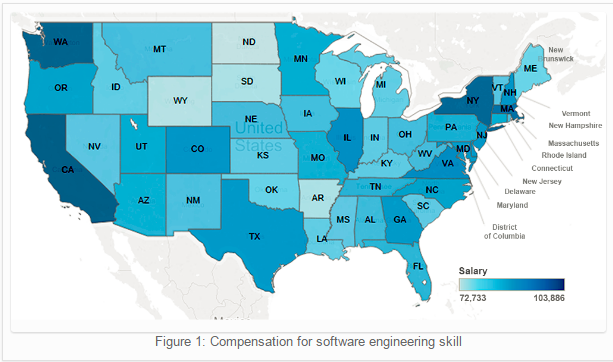 WA
MT
ND
MN
OR
ID
SD
WI
MI
WY
NE
IA
NV
UT
CO
United
States
KS
MO
IL
IN
OH
KY
WV
VA
PA
NY
VT
NH
ME
MA
NJ
MD
CA
AZ
NM
OK
AR
TN
NC
SC
TX
LA
MS
AL
GA
FL
New
Brunswick
Vermont
New Hampshire
Massachusetts
Rhode Island
Connecticut
New Jersey
Delaware
Maryland
District
of Columbia
Salary
72,733 103,886
Figure 1: Compensation for software engineering skill